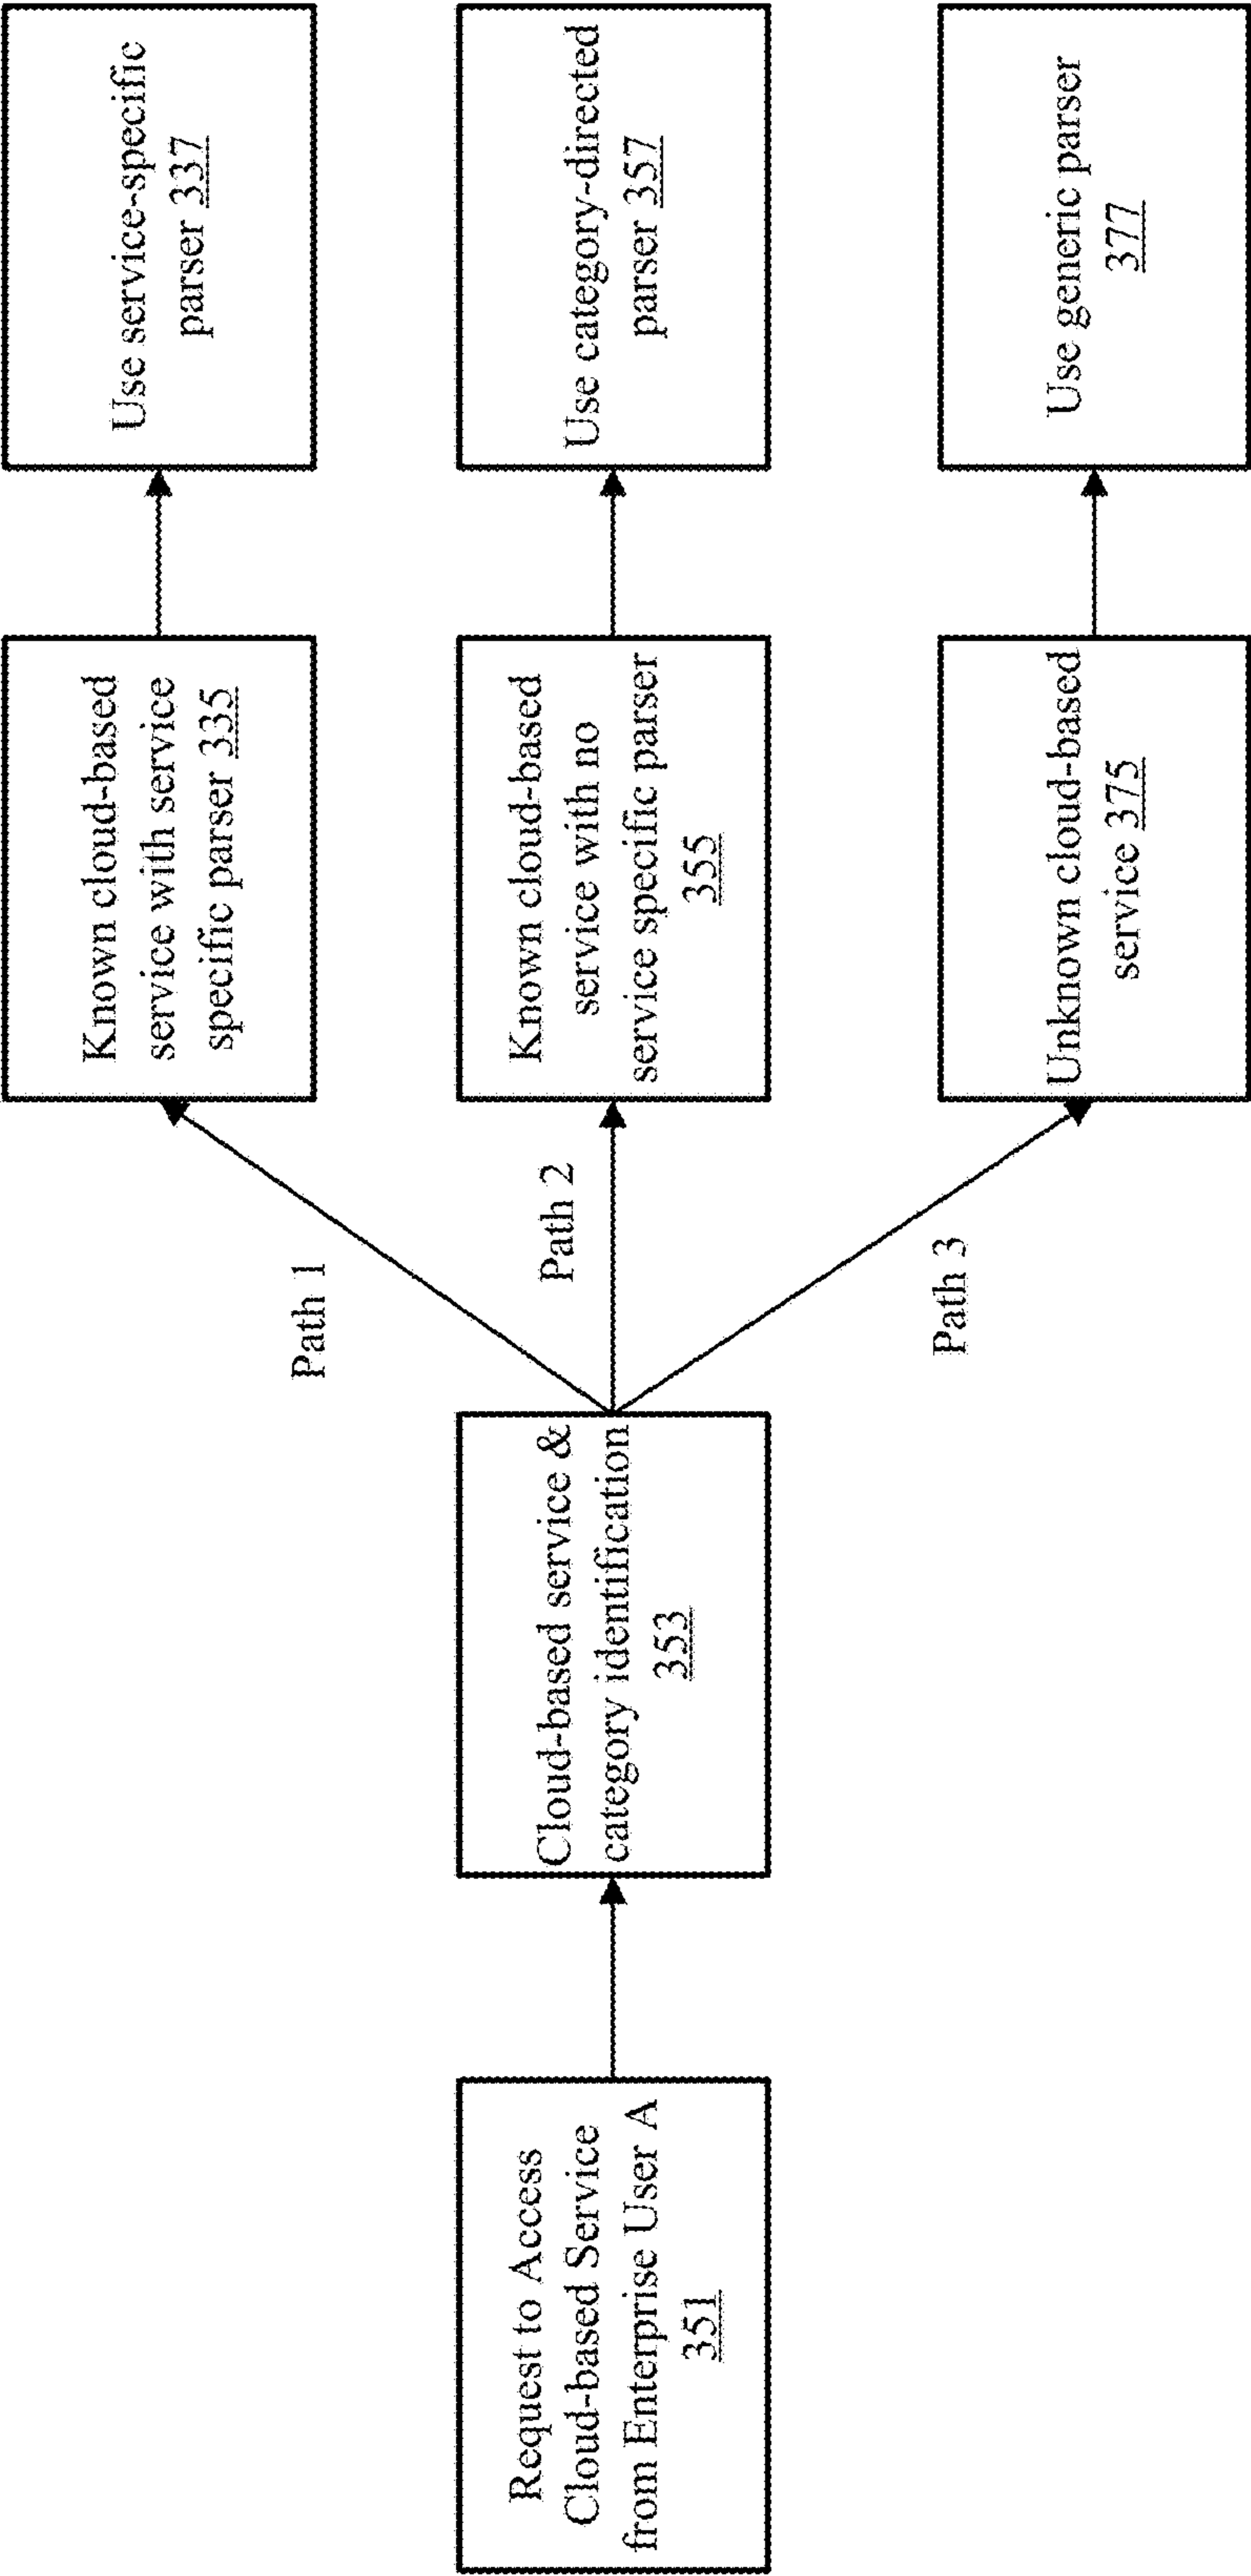 Request to Access
Cloud-based Service
from Enterprise User A
351
Cloud-based service &
category identification
353
Path 1
Path 2
Path 3
Known cloud-based
service with service
specific parser 335
Use service-specific
parser 337
Known cloud-based
service with no
service specific parser
355
Use category-directed
parser 357
Unknown cloud-based
service 375
Use generic parser
377